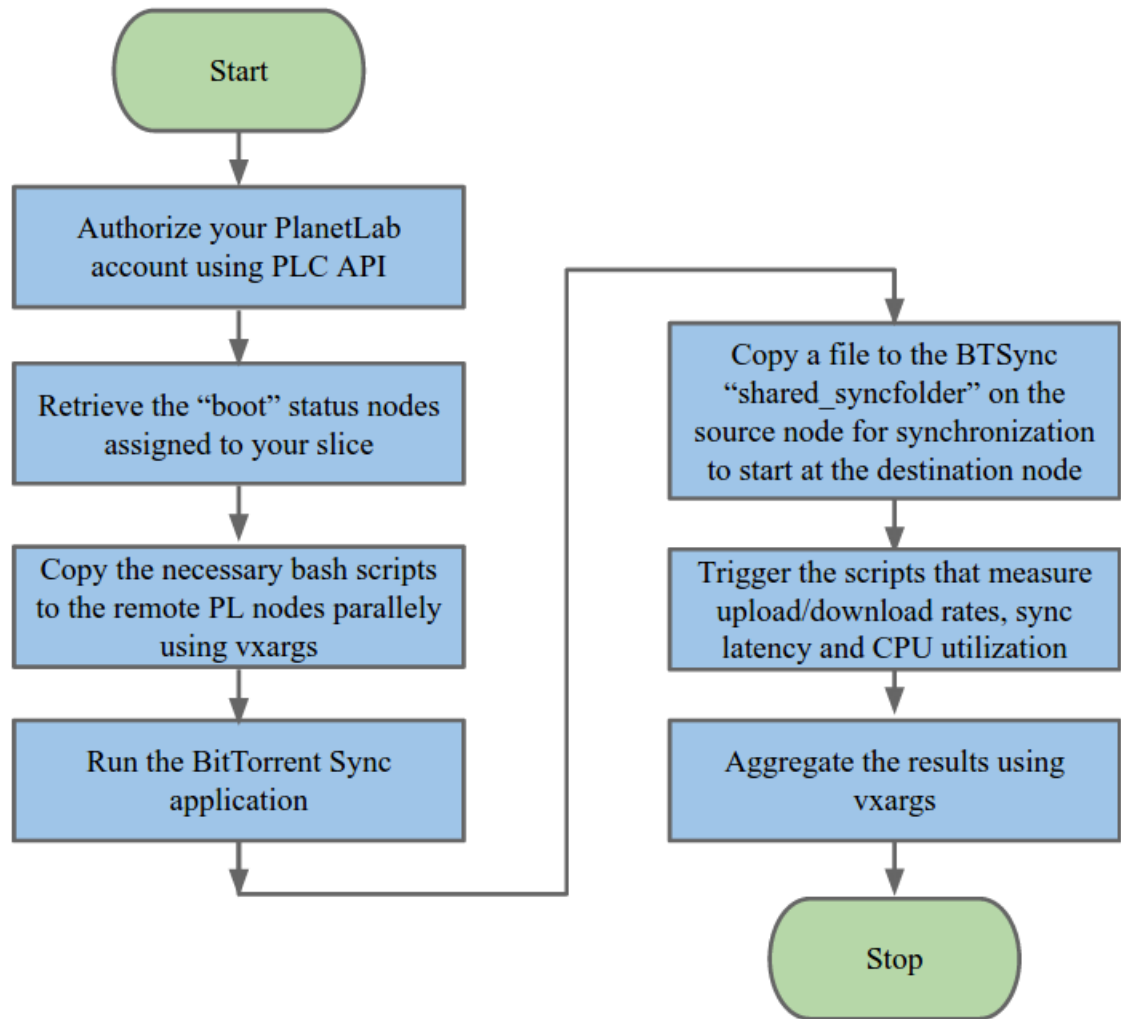 Start
Authorize your PlanetLab
account using PLC API
Retrieve the “boot” status nodes
assigned to your slice
Copy the necessary bash scripts
to the remote PL nodes parallely
using vxargs
Run the BitTorrent Sync
application
Copy a file to the BTSync
“shared_syncfolder” on the
source node for synchronization
to start at the destination node
Trigger the scripts that measure
upload/download rates, sync
latency and CPU utilization
Aggregate the results using
vxargs
Stop